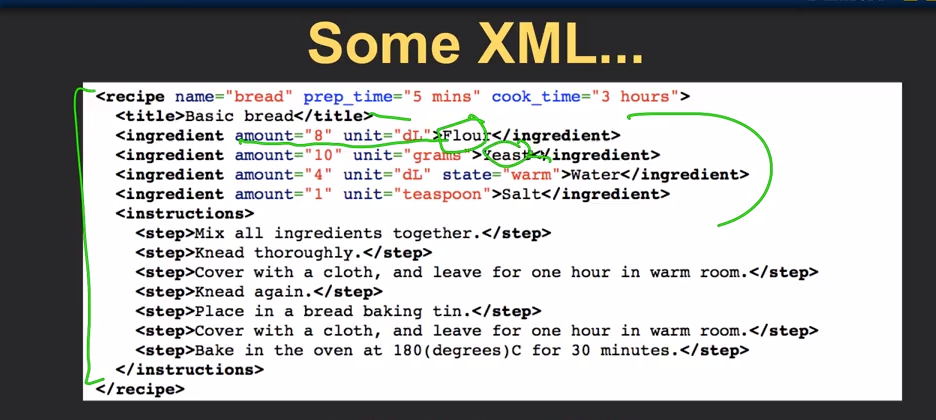 Some XML...
<recipe name="bread" prep_time="5 mins" cook_time="3 hours">
<title>Basic bread</title>
<ingredient amount="8" unit="dL">Flour</ingredient>
<ingredient amount="10" unit="grams">Yeast</ingredient>
<ingredient amount="4" unit="dL" state="warm">Water</ingredient>
<ingredient amount="1" unit="teaspoon">Salt</ingredient>
<instructions>
<step>Mix all ingredients together.</step>
<step>Knead thoroughly.</step>
<step>Cover with a cloth, and leave for one hour in warm room.</step>
<step>Knead again.</step>
<step>Place in a bread baking tin.</step>
<step>Cover with a cloth, and leave for one hour in warm room.</step>
<step>Bake in the oven at 180(degrees)C for 30 minutes.</step>
</instructions>
</recipe>